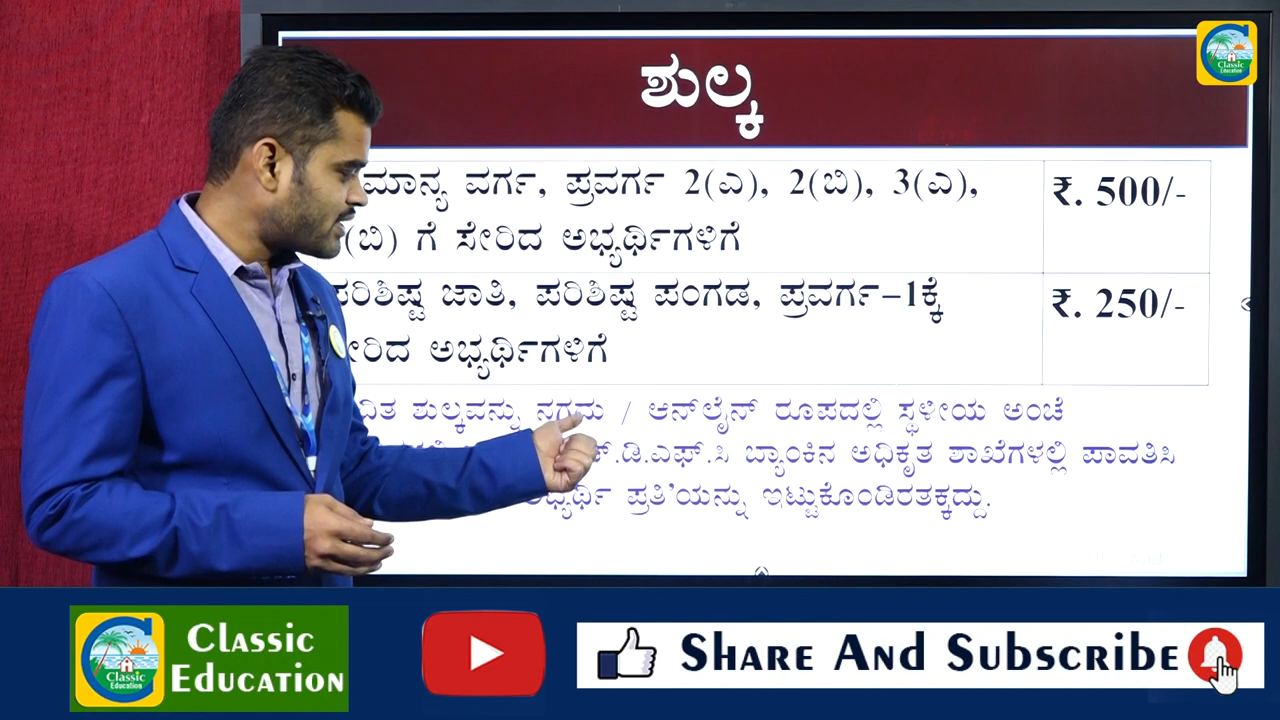 Classic
Education
ಶುಲ್ಕ
ವರ್ಗ, ಪ್ರವರ್ಗ 2(ಎ), 2(ಬಿ), 3(ಎ),
₹. 500/-
(ಬಿ) ಗೆ ಸೇರಿದ ಅಭ್ಯರ್ಥಿಗಳಿಗೆ
ಪರಿಶಿಷ್ಟ ಜಾತಿ, ಪರಿಶಿಷ್ಟ ಪಂಗಡ, ಪ್ರವರ್ಗ-1ಕ್ಕೆ
₹. 250/-
ಅಭ್ಯರ್ಥಿಗಳಿಗೆ
ಶುಲ್ಕವನ್ನು ನಗದು / ಆನ್‌ಲೈನ್ ರೂಪದಲ್ಲಿ ಸ್ಥಳೀಯ ಅಂಚೆ
.ಡಿ.ಎಫ್.ಸಿ ಬ್ಯಾಂಕಿನ ಅಧಿಕೃತ ಶಾಖೆಗಳಲ್ಲಿ ಪಾವತಿಸಿ
ಪ್ರತಿ'ಯನ್ನು ಇಟ್ಟುಕೊಂಡಿರತಕ್ಕದ್ದು.
Classic
Education
Classic
Education
Share And Subscribe